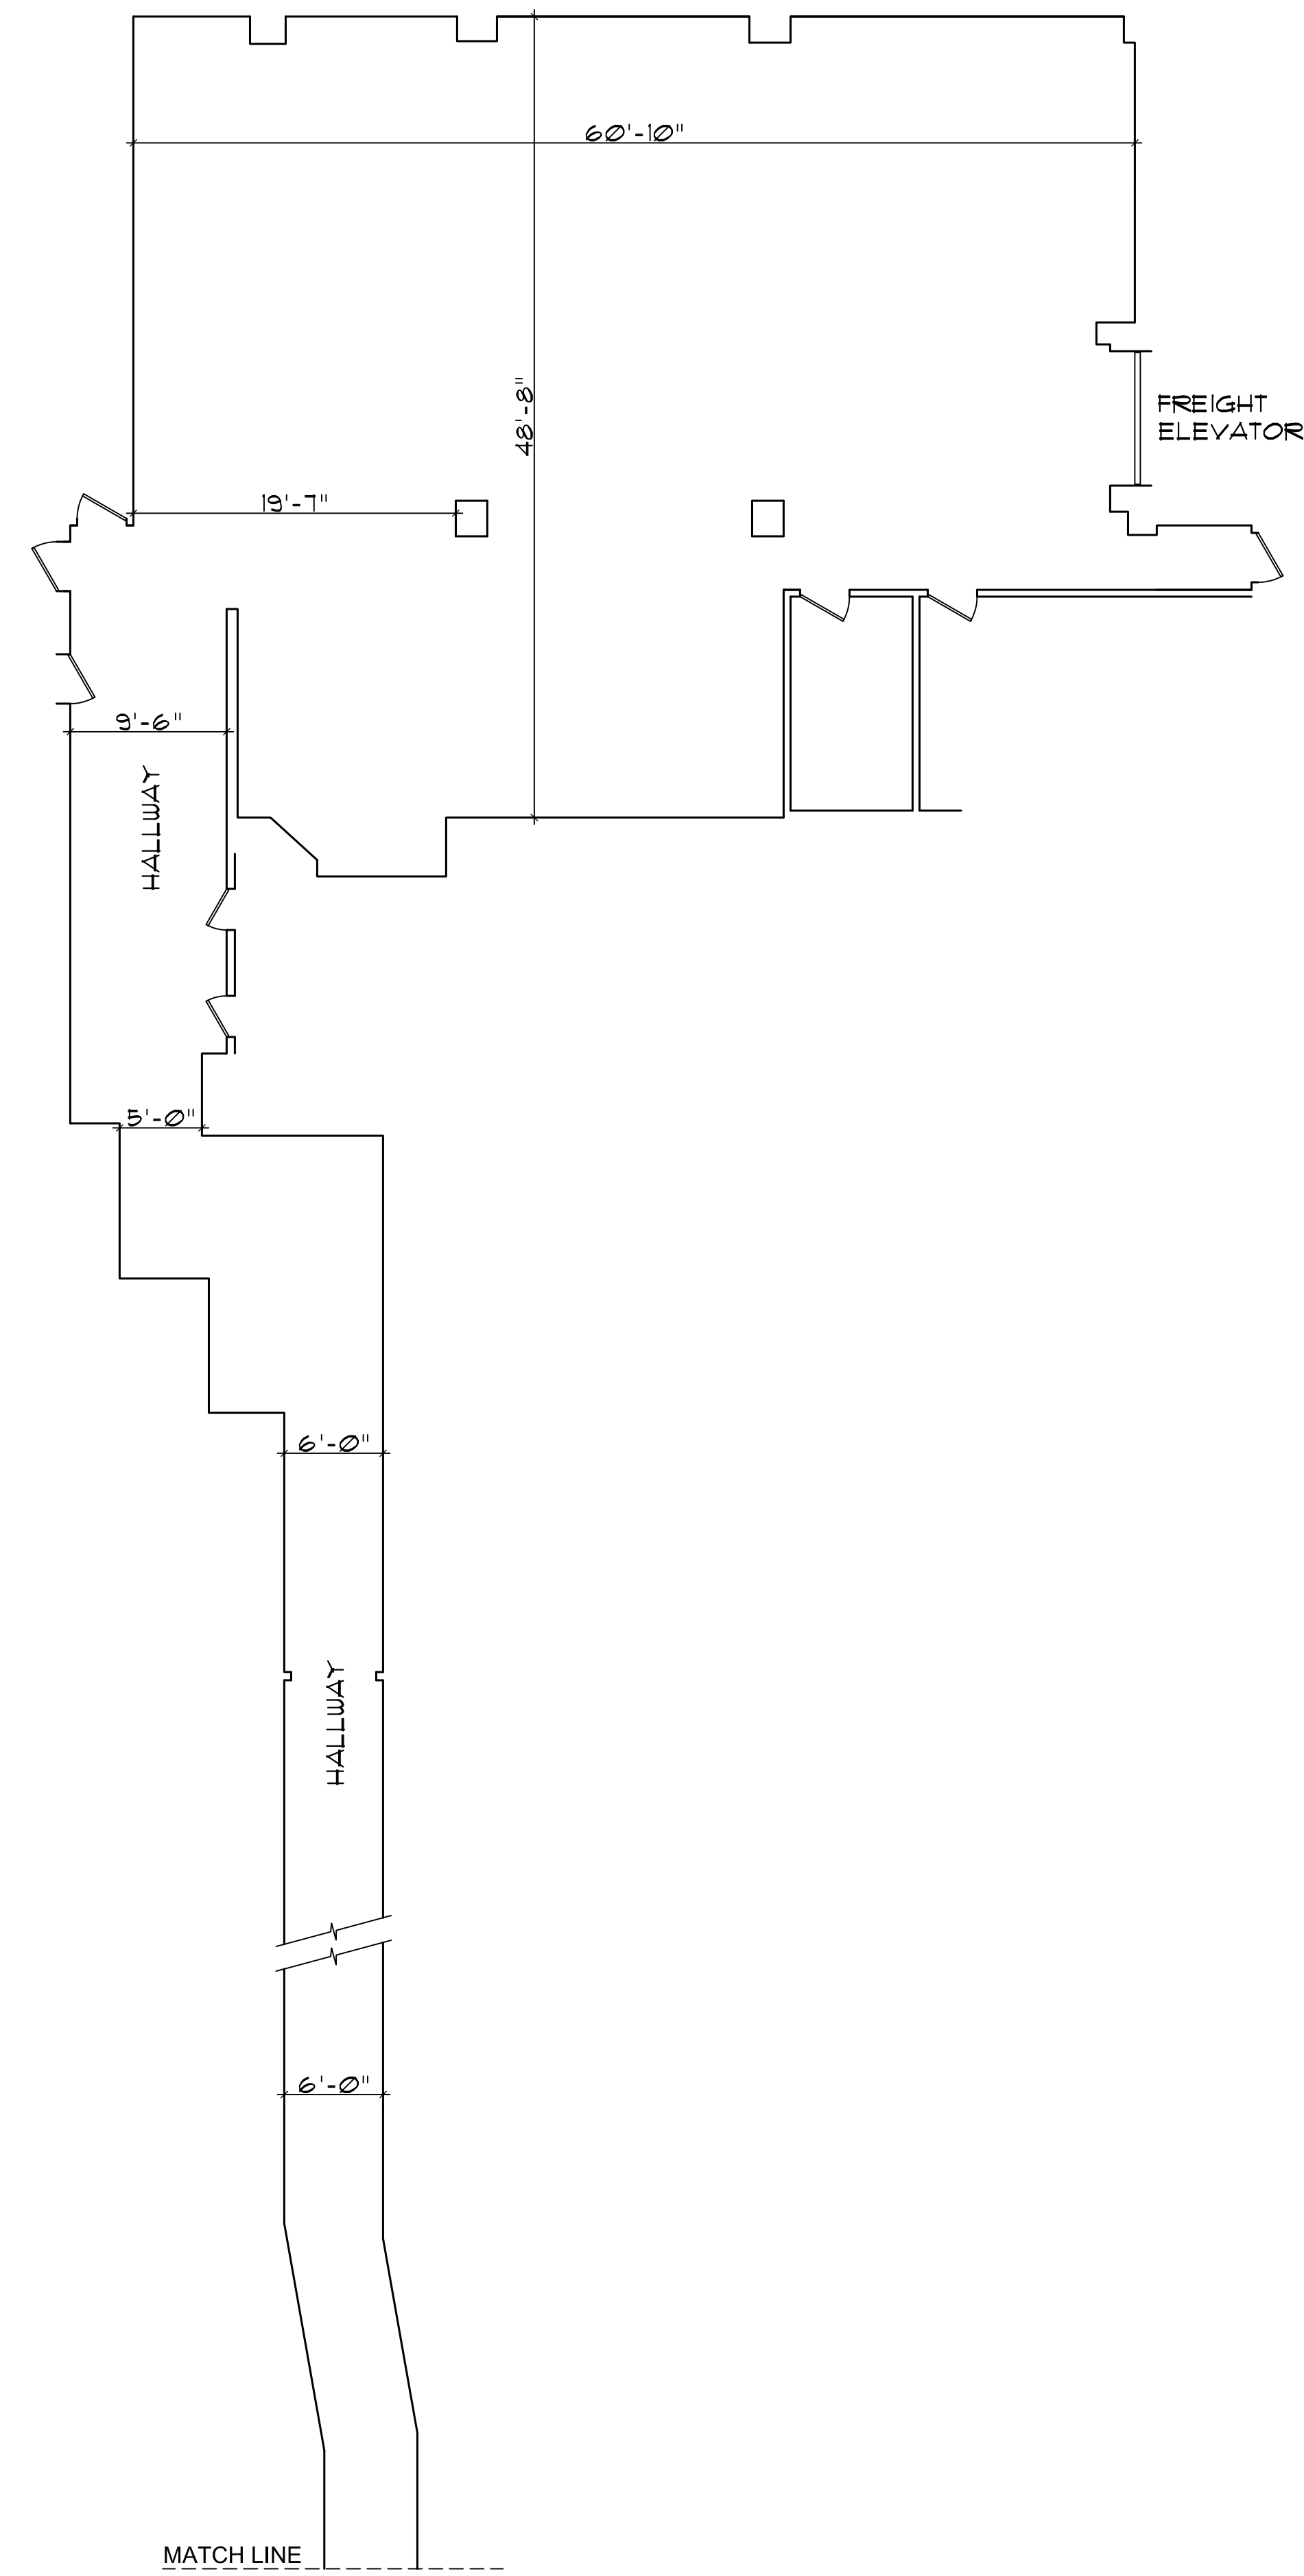 60'-10"
48'-8"
FREIGHT
ELEVATOR
19'-7"
9'-6"
HALLWAY
5'-0"
6'-0"
HALLWAY
6'-0"
MATCH LINE